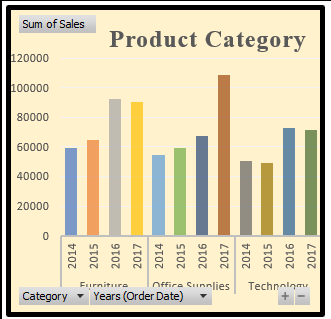 Sum of Sales
Product Category
120000
100000
80000
60000
40000
20000
0
2014 2015 2016 2017 2014 2015 2016 2017 2014 2015 2016 2017
Furniture Office Supplies Technology
Category Years (Order Date) + -